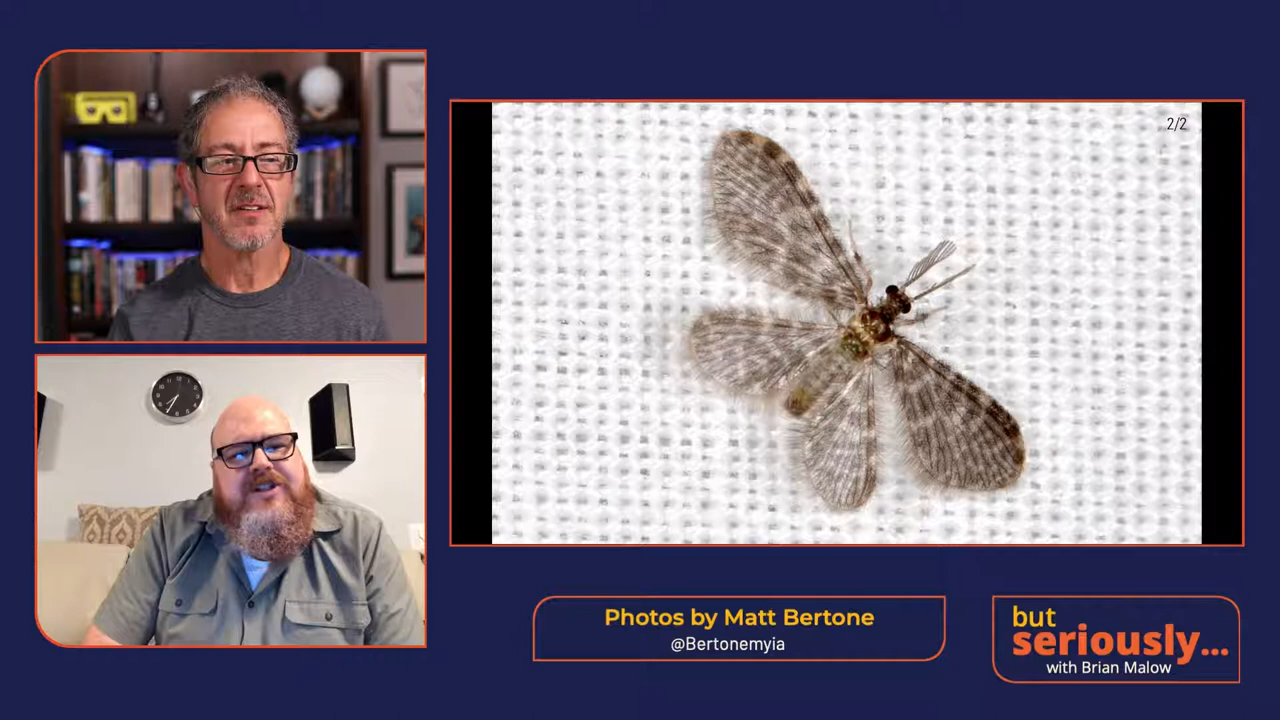 2/2
Photos by Matt Bertone
@Bertonemyia
but
seriously...
with Brian Malow